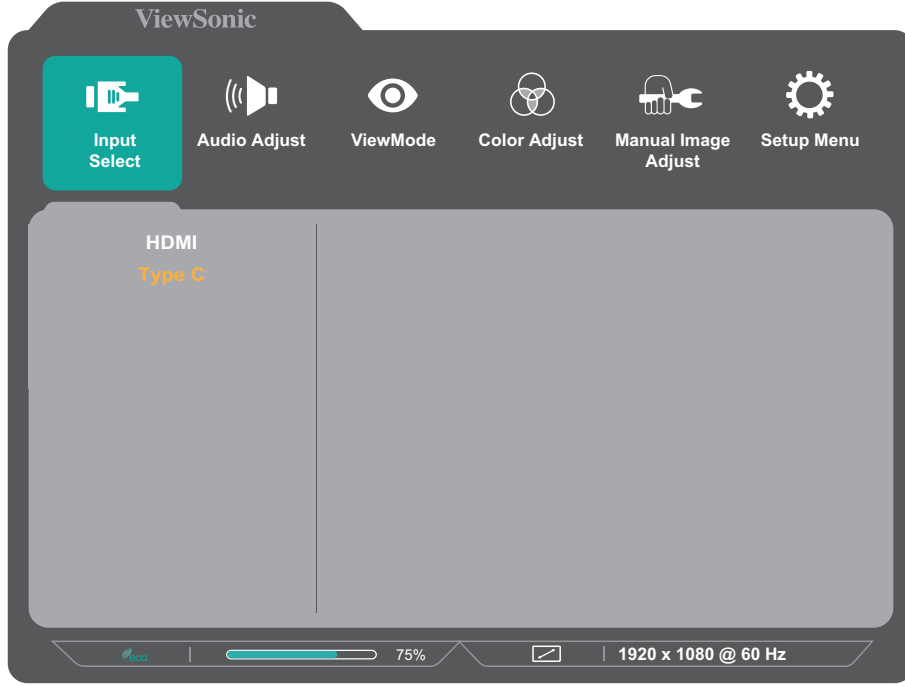 ViewSonic
Input
Select
Audio Adjust
ViewMode
Color Adjust
Manual Image
Adjust
Setup Menu
HDMI
Type C
eco
75%
1920 x 1080 @ 60 Hz